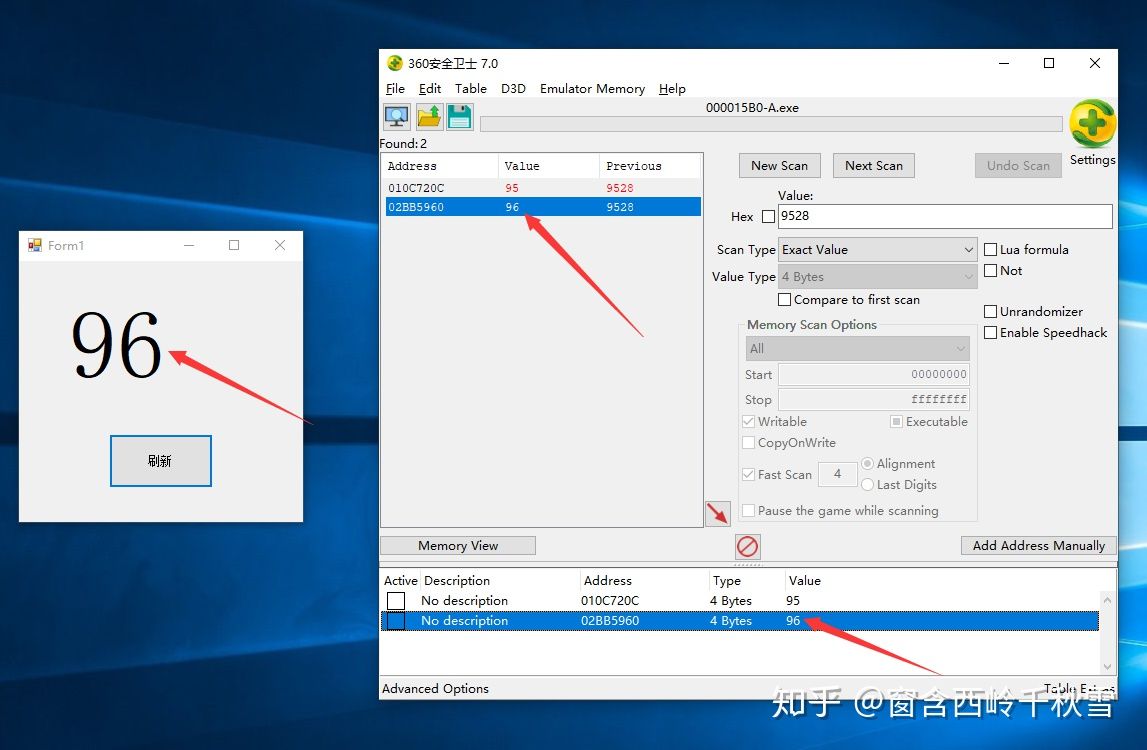 360安全卫士 7.0
File Edit Table D3D Emulator Memory Help
000015B0-A.exe
Found: 2
Settings
Address Value Previous
010C720C 95 9528
02BB5960 96 9528
New Scan Next Scan Undo Scan
Value:
Hex 9528
Scan Type Exact Value Lua formula
Value Type 4 Bytes Not
Compare to first scan
Memory Scan Options
All
Unrandomizer
Enable Speedhack
Start 00000000
Stop ffffffff
Writable Executable
CopyOnWrite
Fast Scan 4 Alignment
Last Digits
Pause the game while scanning
Memory View Add Address Manually
Active Description Address Type Value
No description 010C720C 4 Bytes 95
No description 02BB5960 4 Bytes 96
Advanced Options
Form1
96
刷新
知乎 @窗含西岭千秋雪